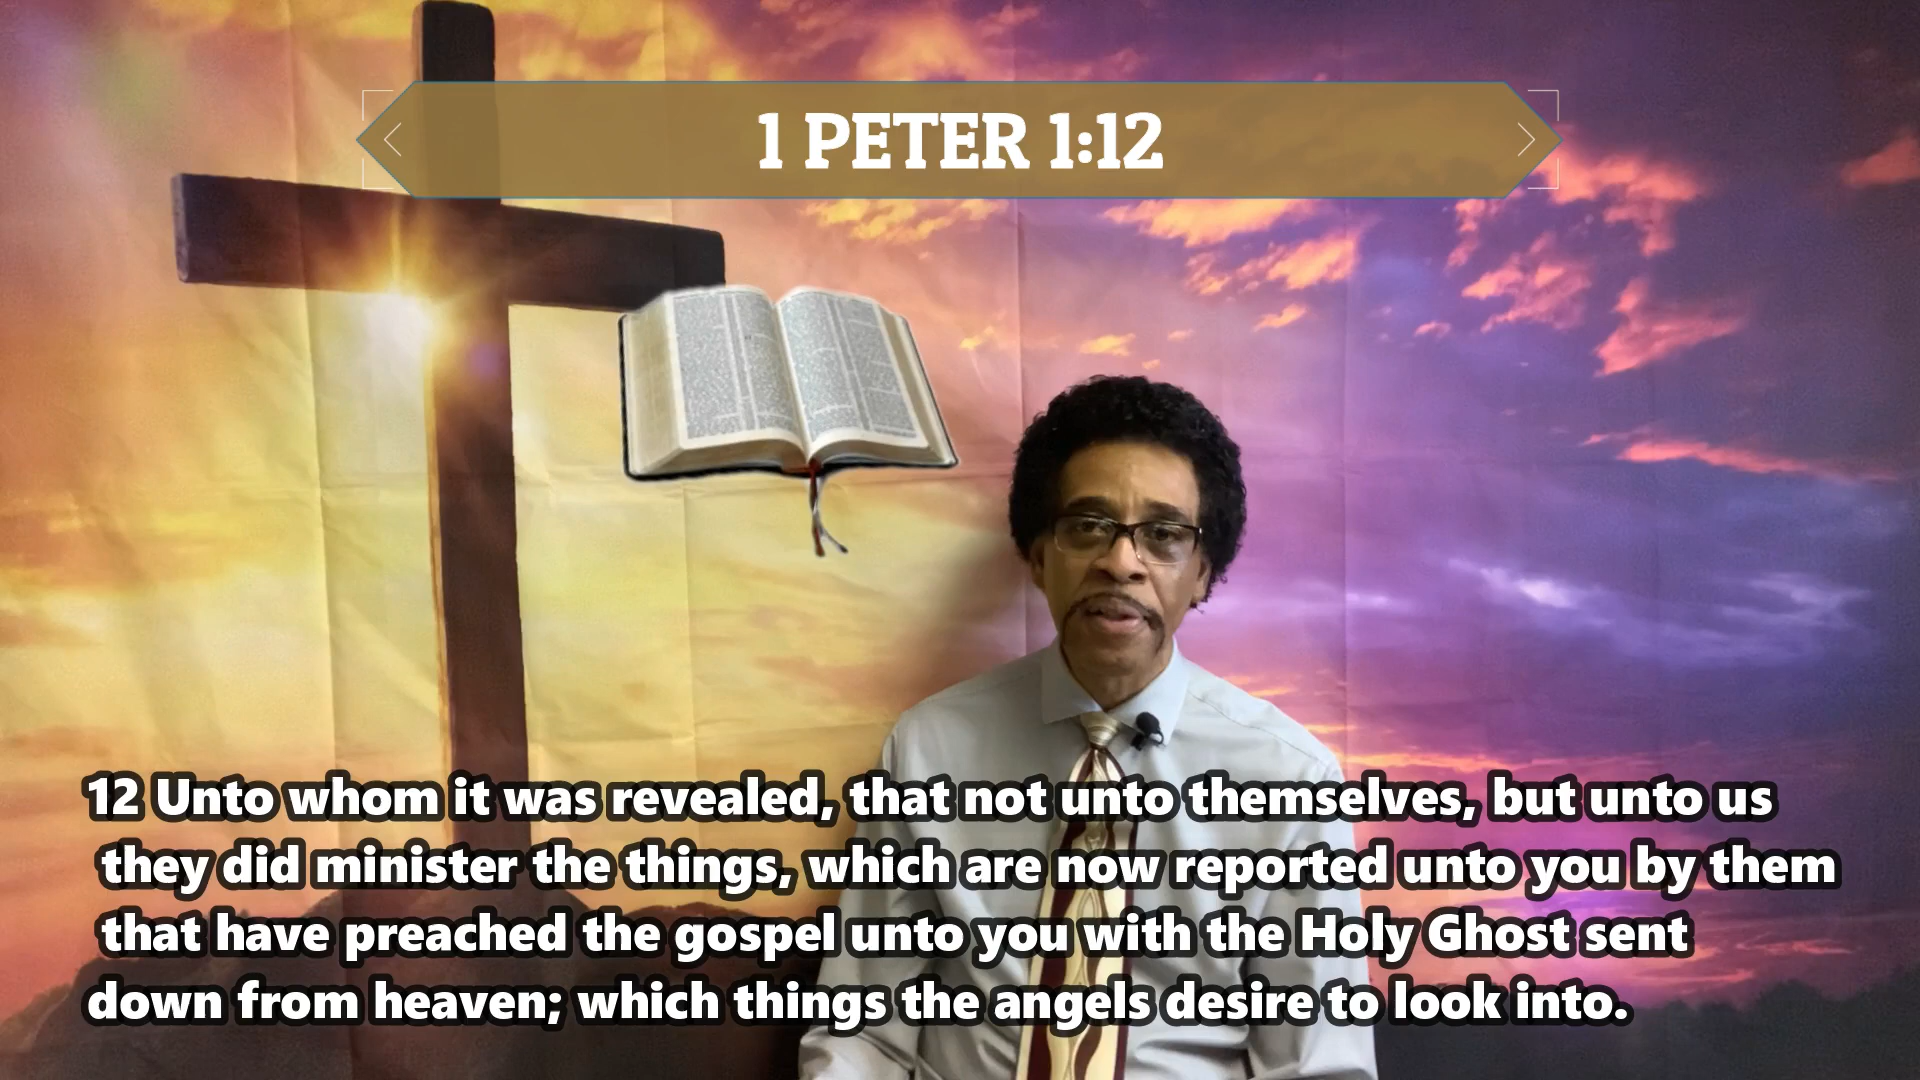 1 PETER 1:12
12 Unto whom it was revealed, that not unto themselves, but unto us
they did minister the things, which are now reported unto you by them
that have preached the gospel unto you with the Holy Ghost sent
down from heaven; which things the angels desire to look into.